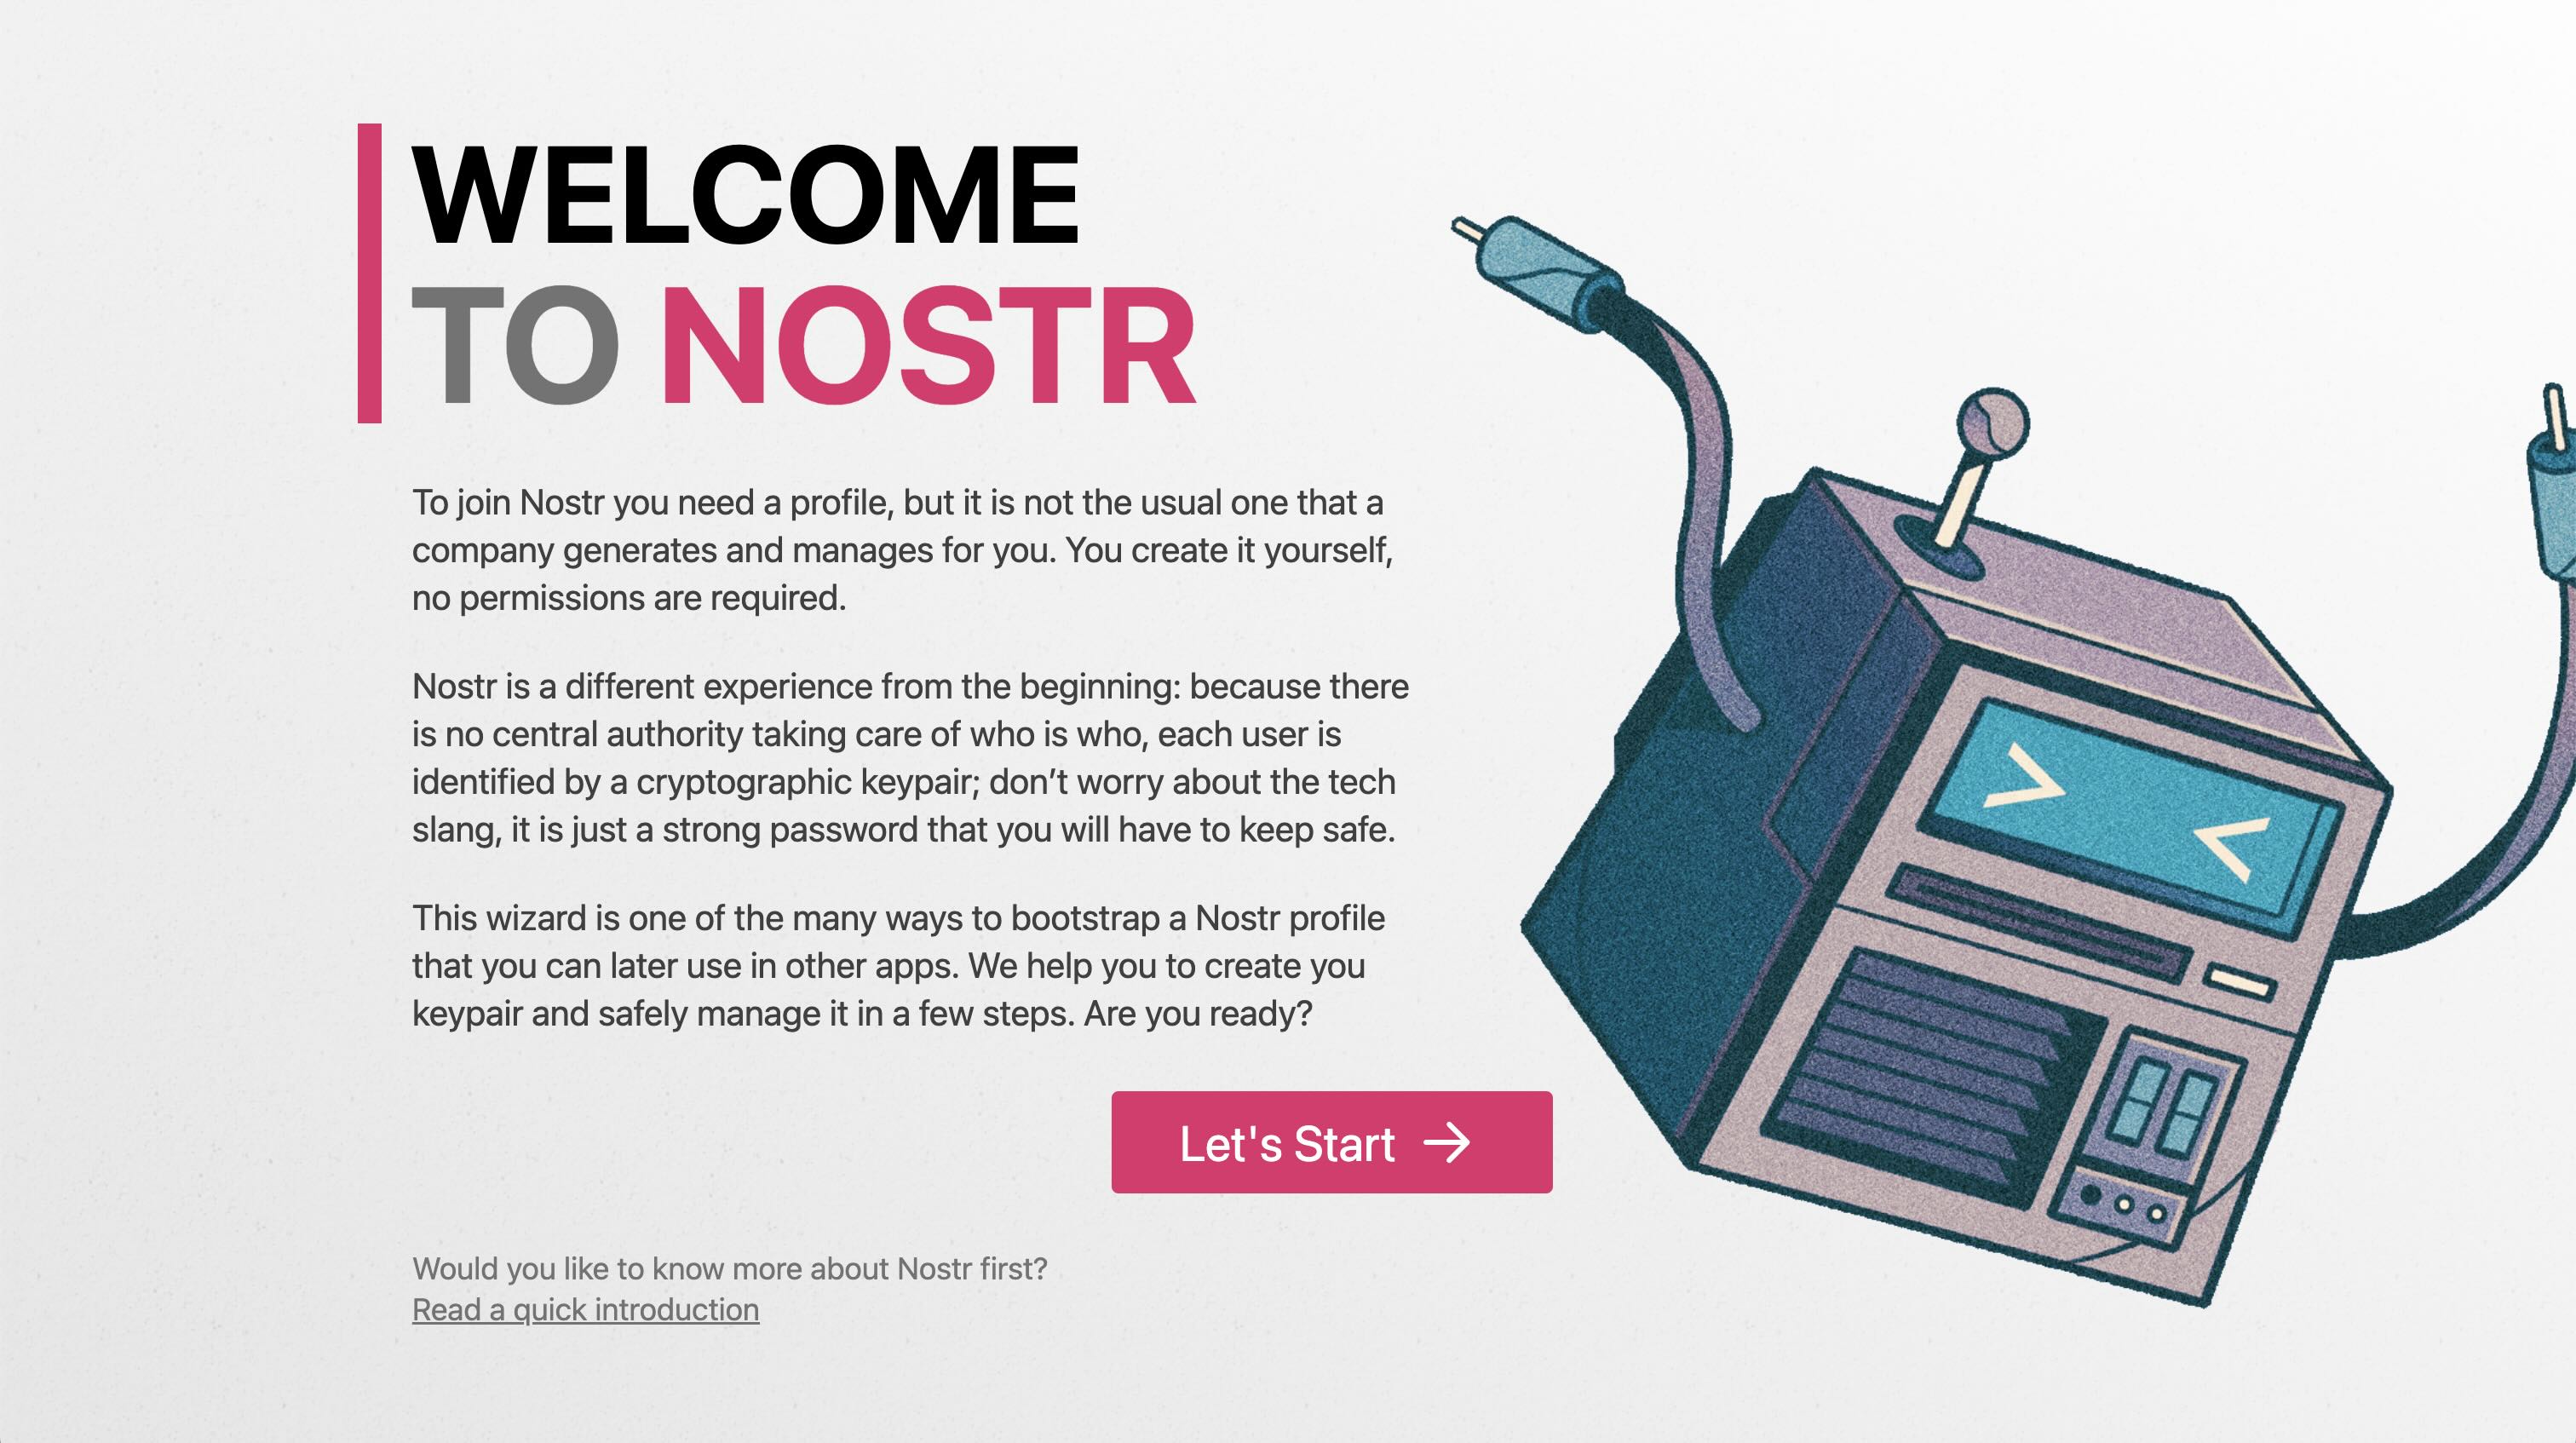 WELCOME
TO NOSTR
To join Nostr you need a profile, but it is not the usual one that a
company generates and manages for you. You create it yourself,
no permissions are required.
Nostr is a different experience from the beginning: because there
is no central authority taking care of who is who, each user is
identified by a cryptographic keypair; don’t worry about the tech
slang, it is just a strong password that you will have to keep safe.
This wizard is one of the many ways to bootstrap a Nostr profile
that you can later use in other apps. We help you to create you
keypair and safely manage it in a few steps. Are you ready?
Let's Start →
Would you like to know more about Nostr first?
Read a quick introduction